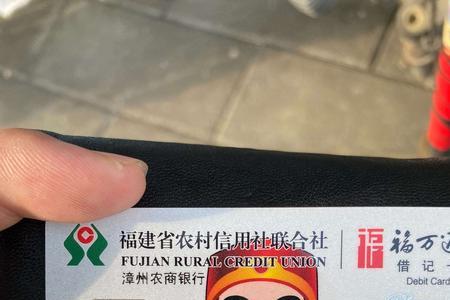 福建省农村信用社联合社
FUJIAN RURAL CREDIT UNION
漳州农商银行
福万通
借记卡
Debit Card